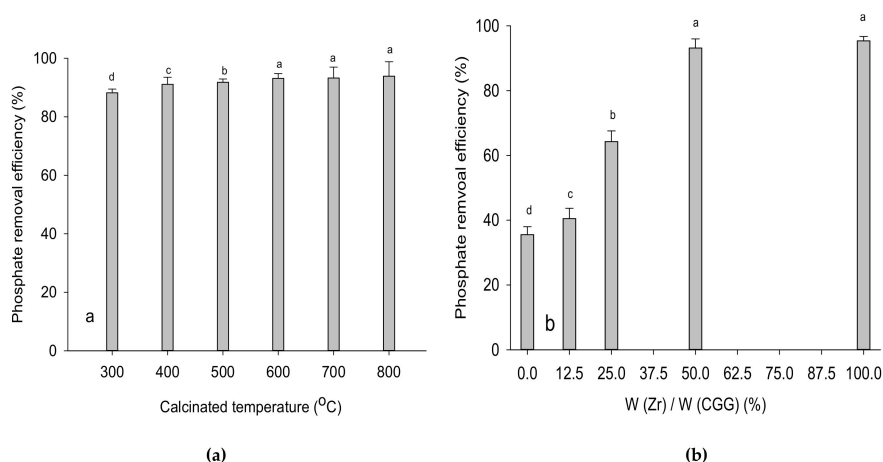 Phosphate removal efficiency (%)
100
80
60
40
20
0
d
c
b
a
a
a
a
300 400 500 600 700 800
Calcinated temperature (ºC)
(a)
Phosphate remvoal efficiency (%)
100
80
60
40
20
0
d
c
b
a
a
b
0.0 12.5 25.0 37.5 50.0 62.5 75.0 87.5 100.0
W (Zr) / W (CGG) (%)
(b)